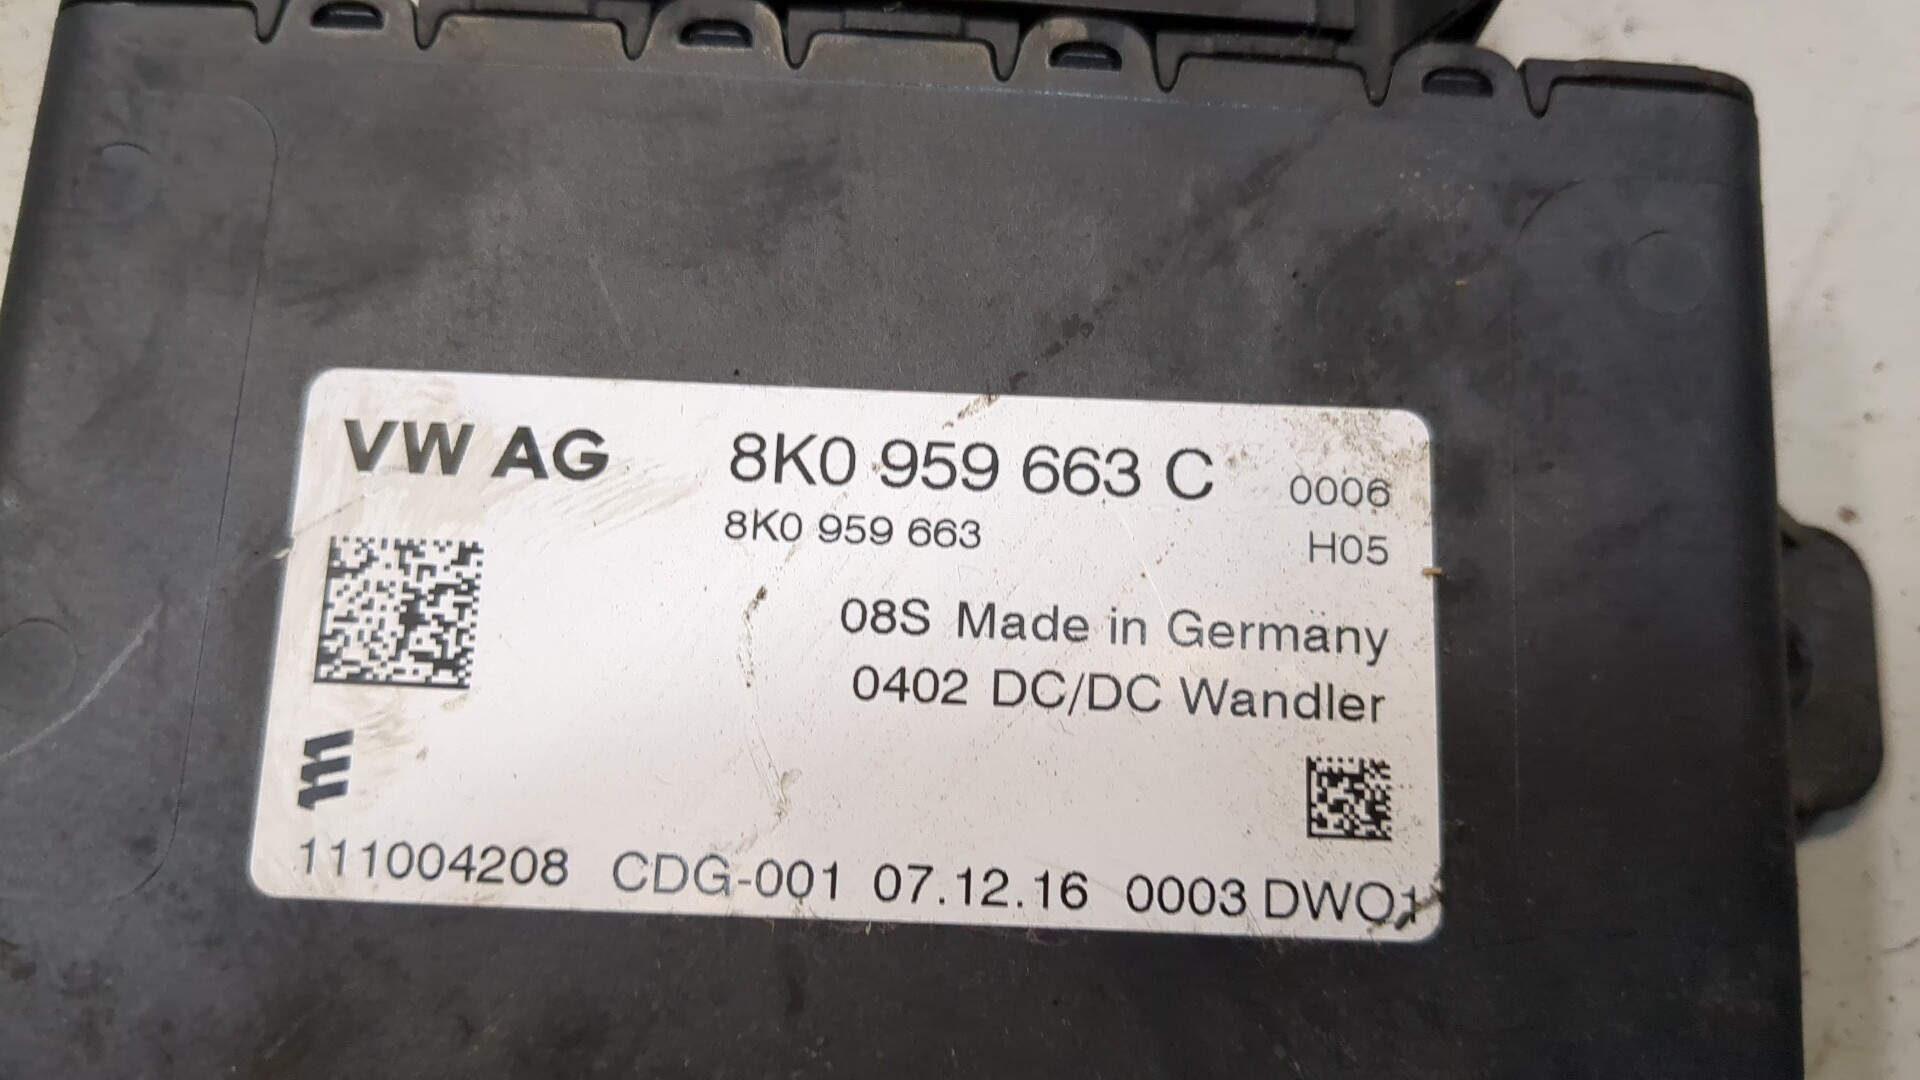 VW AG 8K0 959 663 C 0006
8K0 959 663 H05
08S Made in Germany
0402 DC/DC Wandler
111004208 CDG-001 07.12.16 0003 DWO1